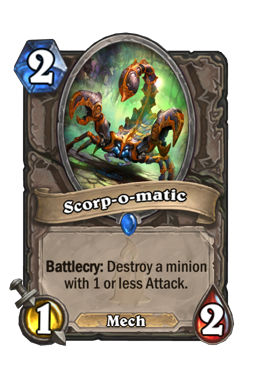 2
Scorp-o-matic
Battlecry: Destroy a minion
with 1 or less Attack.
1
Mech
2